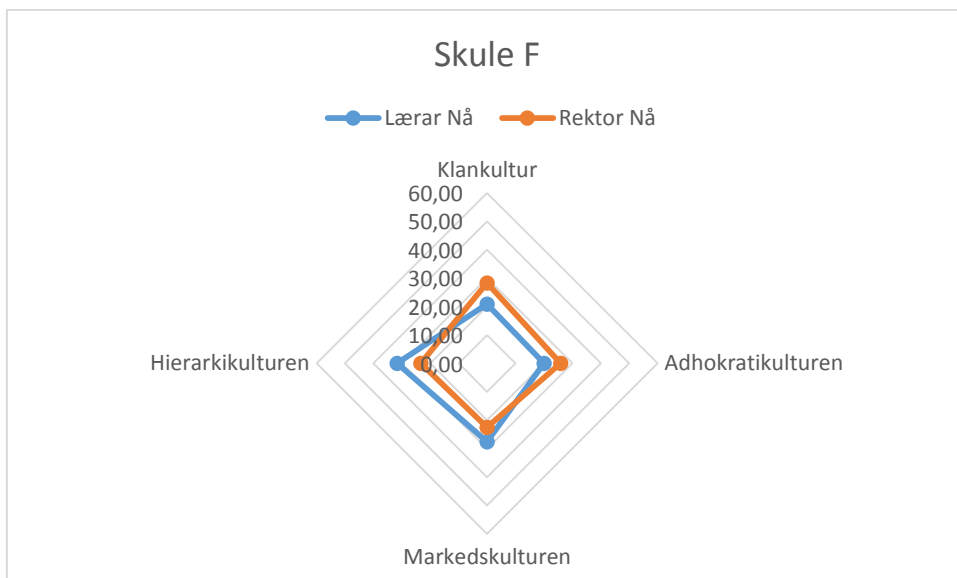 Skule F
Lærar Nå Rektor Nå
Klankultur
60,00
50,00
40,00
30,00
20,00
10,00
0,00
Hierarkikulturen Adhokratikulturen
Markedskulturen